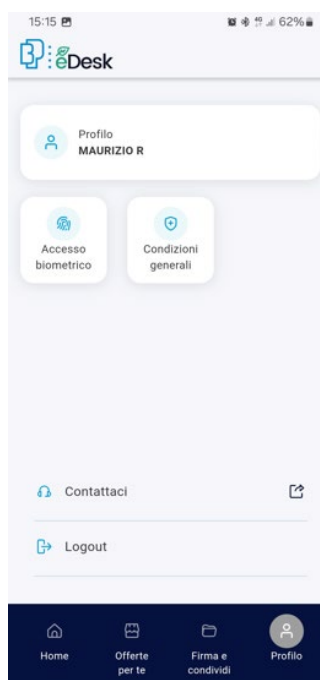 15:15
62%
eDesk
Profilo
MAURIZIO R
Accesso
biometrico
Condizioni
generali
Contattaci
Logout
Home
Offerte
per te
Firma e
condividi
Profilo